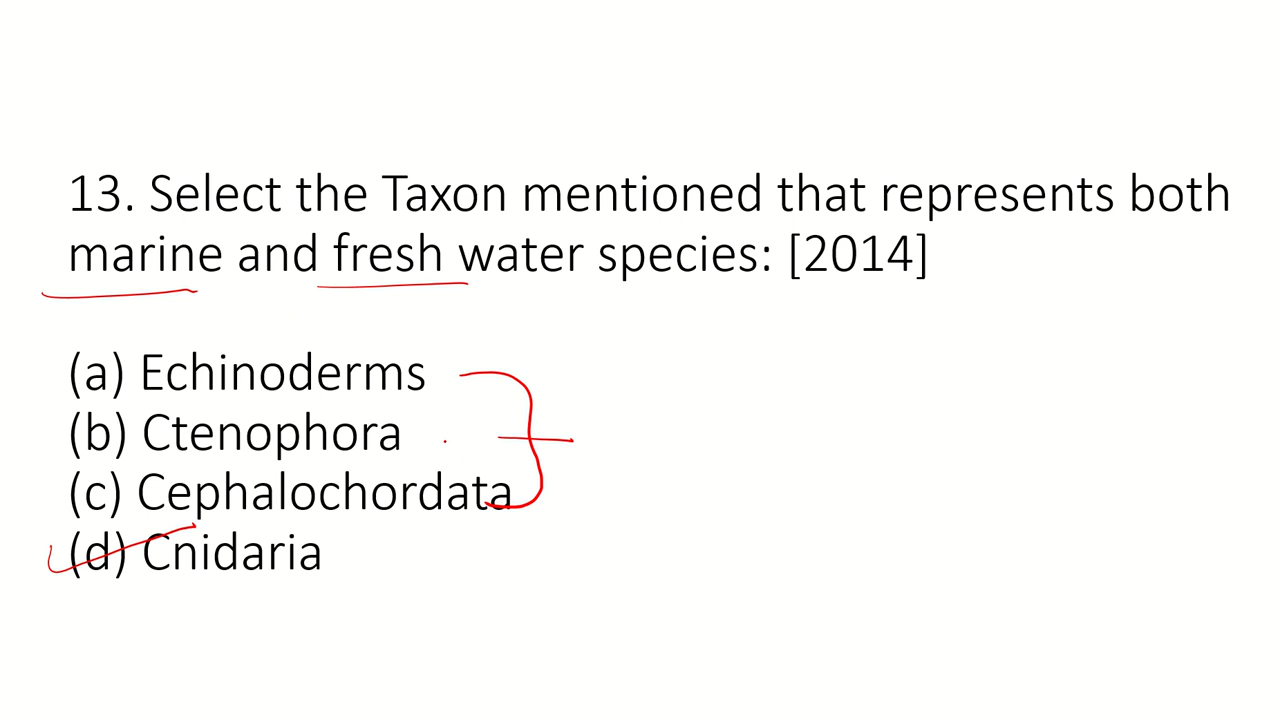 13. Select the Taxon mentioned that represents both
marine and fresh water species: [2014]
(a) Echinoderms
(b) Ctenophora
(c) Cephalochordata
(d) Cnidaria